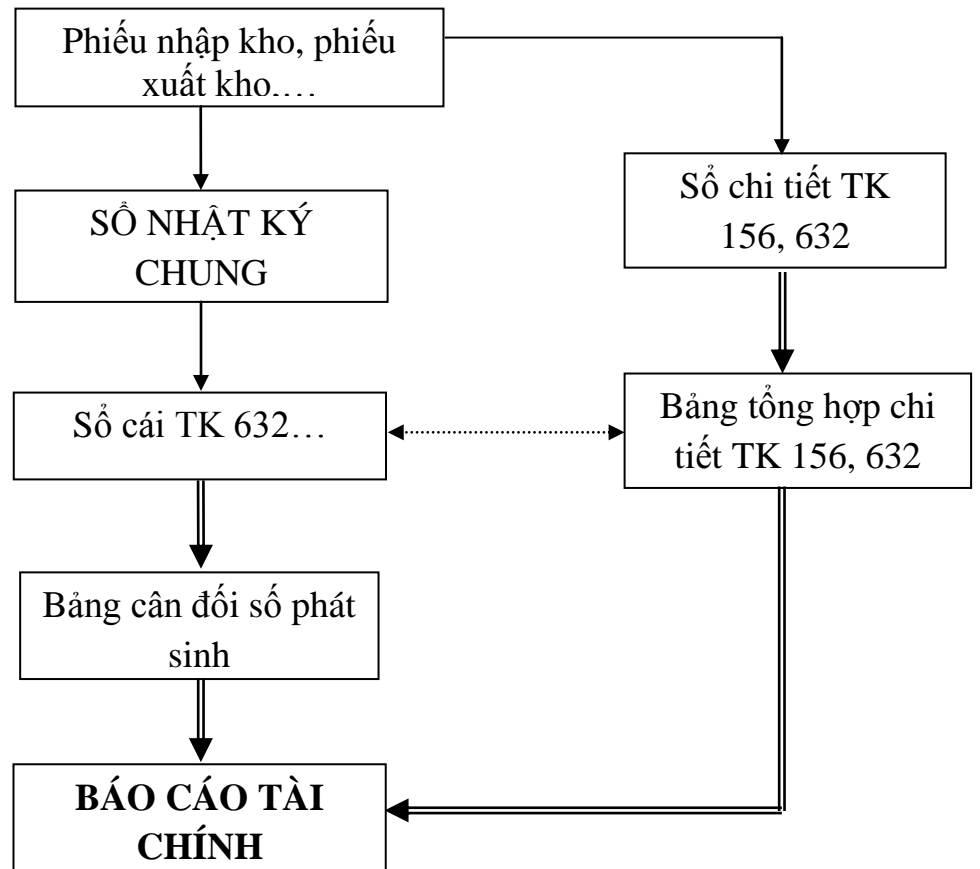 Phiếu nhập kho, phiếu
xuất kho,…
Sổ chi tiết TK
156, 632
SỔ NHẬT KÝ
CHUNG
Sổ cái TK 632…
Bảng tổng hợp chi
tiết TK 156, 632
Bảng cân đối số phát
sinh
BÁO CÁO TÀI
CHÍNH